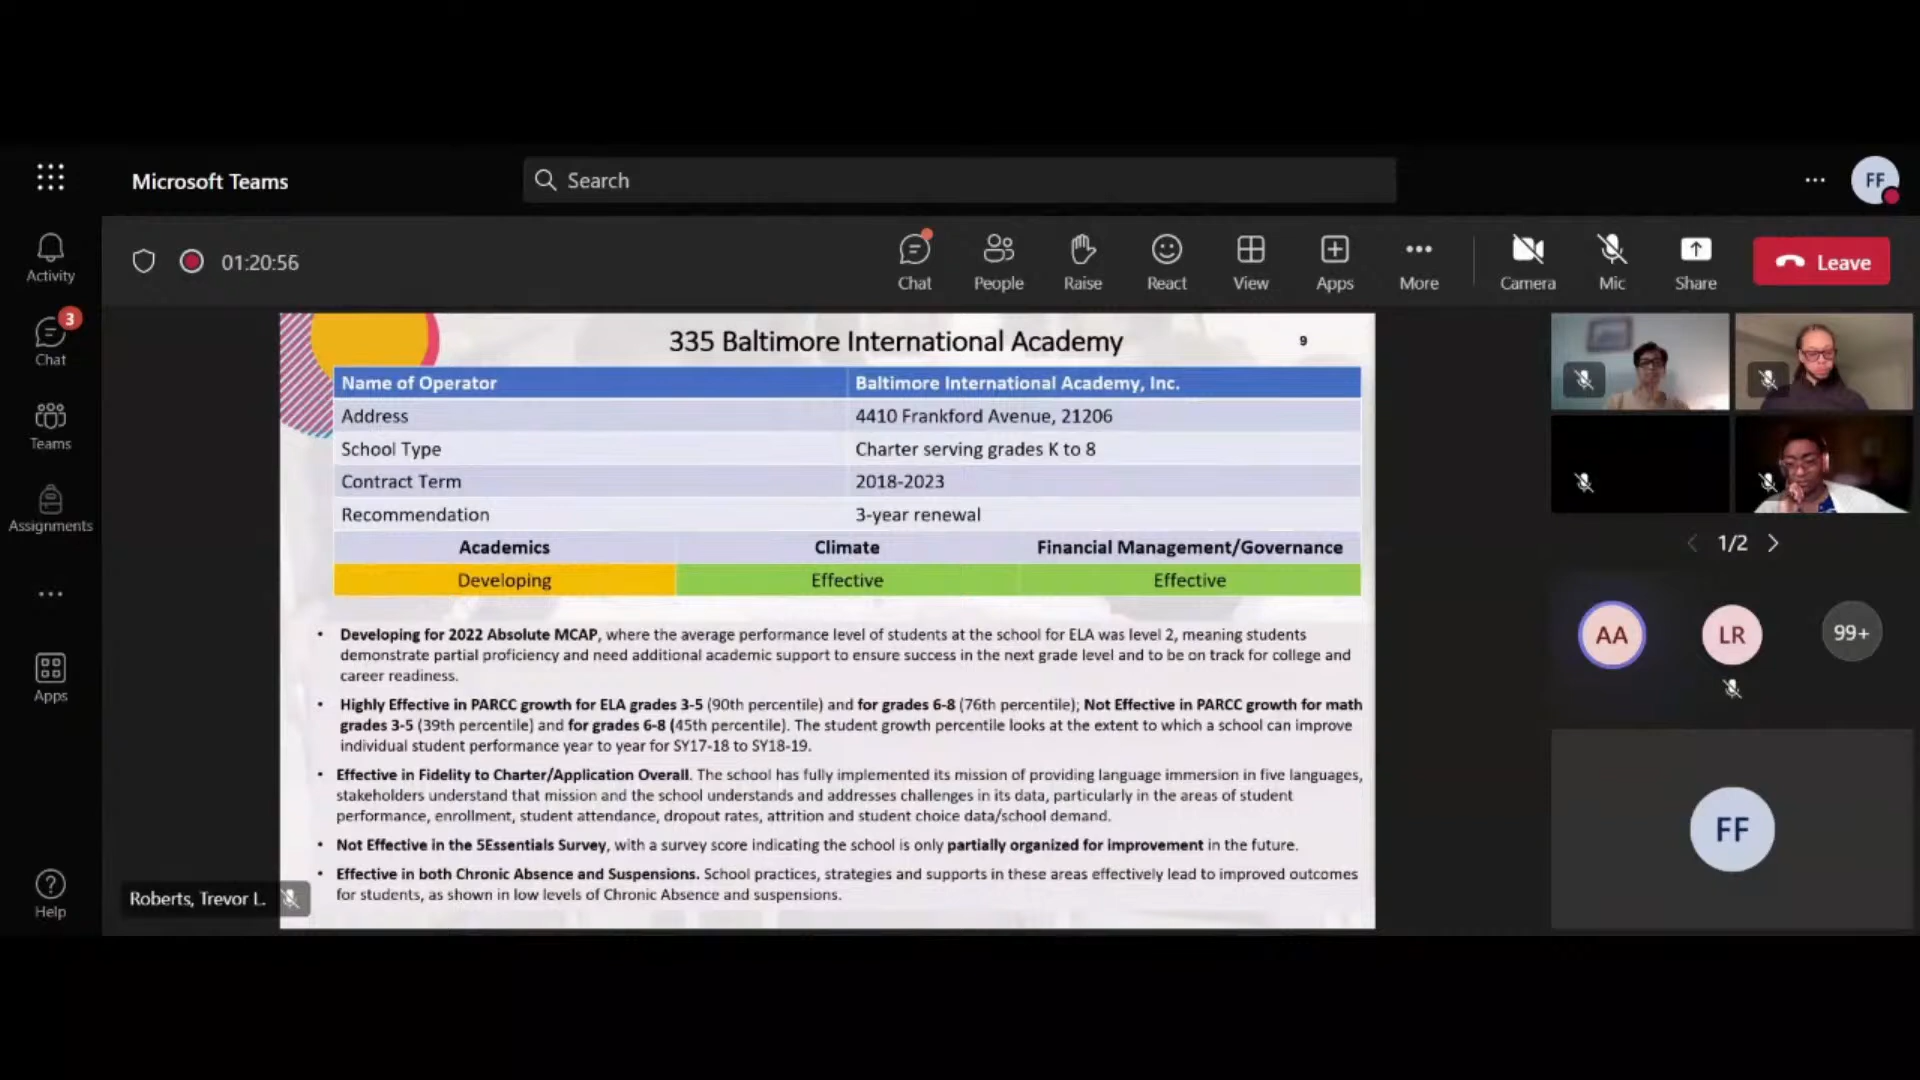 Microsoft Teams
Search
FF
Activity
01:20:56
Chat
People
Raise
React
View
Apps
More
Camera
Mic
Share
Leave
3
Chat
Teams
Assignments
Apps
Help
335 Baltimore International Academy
9
Name of Operator Baltimore International Academy, Inc.
Address 4410 Frankford Avenue, 21206
School Type Charter serving grades K to 8
Contract Term 2018-2023
Recommendation 3-year renewal
Academics Climate Financial Management/Governance
Developing Effective Effective
• Developing for 2022 Absolute MCAP, where the average performance level of students at the school for ELA was level 2, meaning students
demonstrate partial proficiency and need additional academic support to ensure success in the next grade level and to be on track for college and
career readiness.
• Highly Effective in PARCC growth for ELA grades 3-5 (90th percentile) and for grades 6-8 (76th percentile); Not Effective in PARCC growth for math
grades 3-5 (39th percentile) and for grades 6-8 (45th percentile). The student growth percentile looks at the extent to which a school can improve
individual student performance year to year for SY17-18 to SY18-19.
• Effective in Fidelity to Charter/Application Overall. The school has fully implemented its mission of providing language immersion in five languages,
stakeholders understand that mission and the school understands and addresses challenges in its data, particularly in the areas of student
performance, enrollment, student attendance, dropout rates, attrition and student choice data/school demand.
• Not Effective in the 5Essentials Survey, with a survey score indicating the school is only partially organized for improvement in the future.
• Effective in both Chronic Absence and Suspensions. School practices, strategies and supports in these areas effectively lead to improved outcomes
for students, as shown in low levels of Chronic Absence and suspensions.
Roberts, Trevor L.
1/2
AA
LR
99+
FF